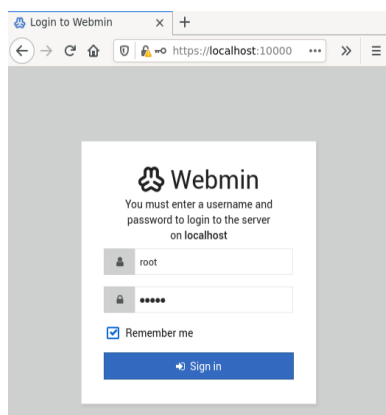 Login to Webmin
https://localhost:10000
Webmin
You must enter a username and
password to login to the server
on localhost
root
•••••
Remember me
Sign in